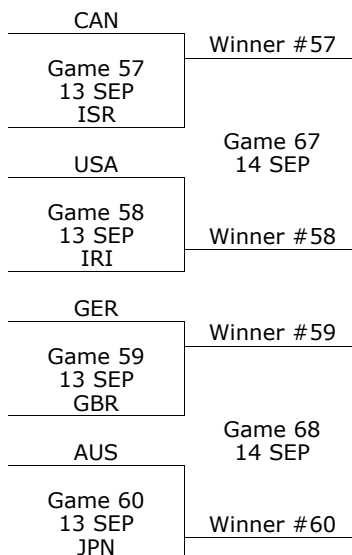 CAN
Winner #57
Game 57
13 SEP
ISR
Game 67
14 SEP
USA
Game 58
13 SEP
IRI
Winner #58
GER
Winner #59
Game 59
13 SEP
GBR
Game 68
14 SEP
AUS
Game 60
13 SEP
JPN
Winner #60